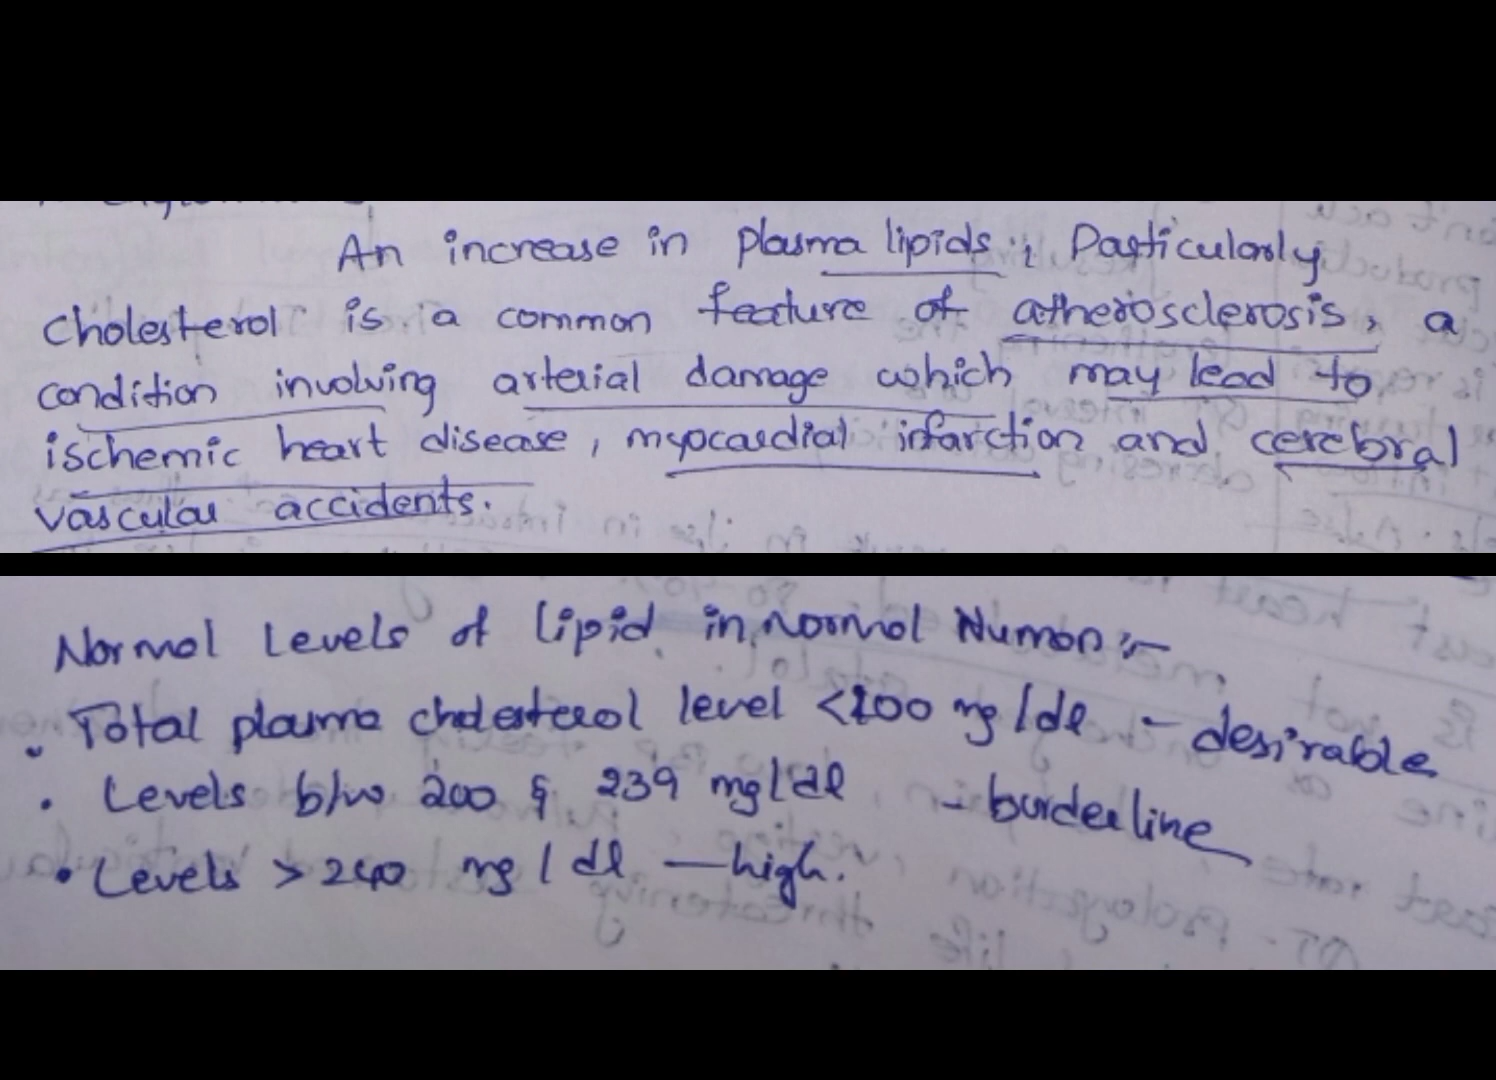 An increase in plasma lipids, Particularly
cholesterol is a common feature of atherosclerosis, a
condition involving arterial damage which may lead to
ischemic heart disease, myocardial infarction and cerebral
vascular accidents.
Normal Levels of lipid in normal Human:-
• Total plasma cholesterol level <200 mg/dl - desirable
• Levels b/w 200 & 239 mg/dl - borderline
• Levels > 240 mg/dl - high.